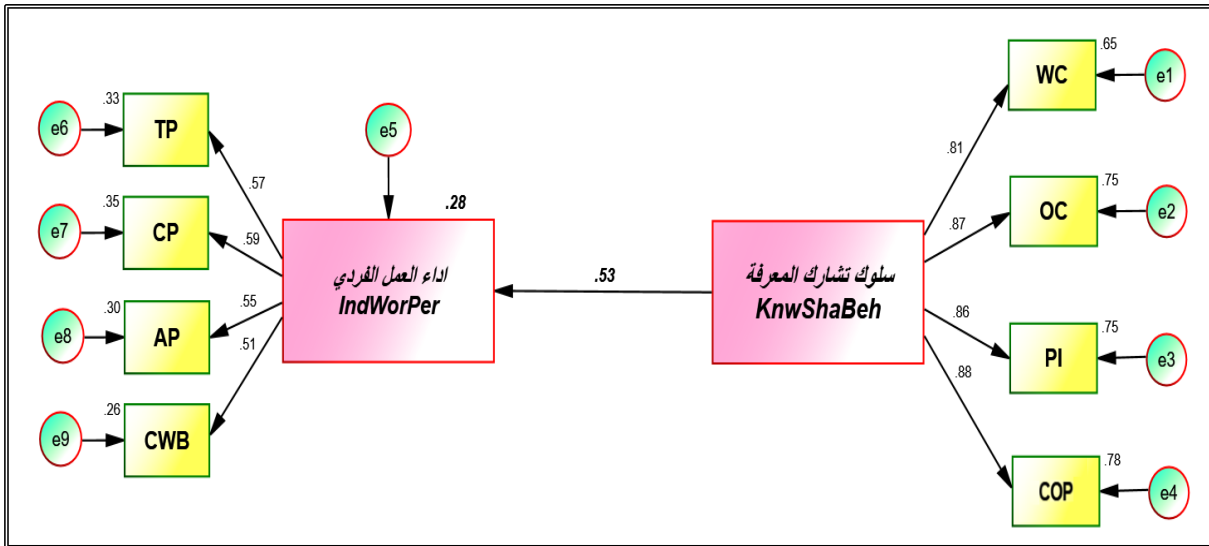 .65
WC
e1
.33
TP
e6
e5
.81
.57
.75
OC
e2
.87
.35
CP
e7
.59
.28
اداء العمل الفردي
IndWorPer
.53
سلوك تشارك المعرفة
KnwShaBeh
.30
AP
e8
.55
.86
.75
PI
e3
.51
.88
.26
CWB
e9
.78
COP
e4